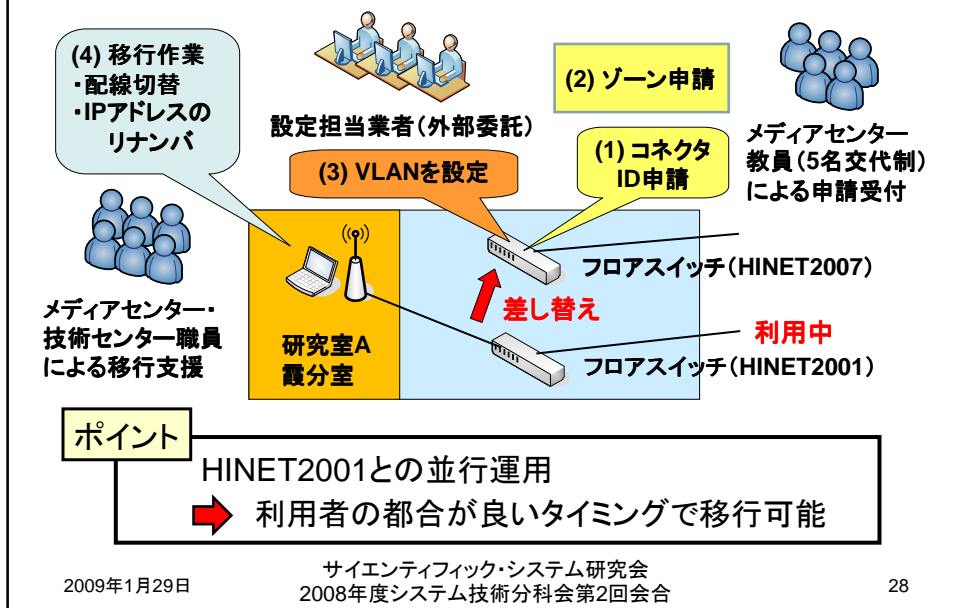 (4) 移行作業
・配線切替
・IPアドレスの
リナンバ
設定担当業者(外部委託)
(2) ゾーン申請
(3) VLANを設定
(1) コネクタ
ID申請
メディアセンター
教員(5名交代制)
による申請受付
フロアスイッチ(HINET2007)
差し替え
利用中
フロアスイッチ(HINET2001)
メディアセンター・
技術センター職員
による移行支援
研究室A
霞分室
ポイント
HINET2001との並行運用
利用者の都合が良いタイミングで移行可能
2009年1月29日
サイエンティフィック・システム研究会
2008年度システム技術分科会第2回会合
28